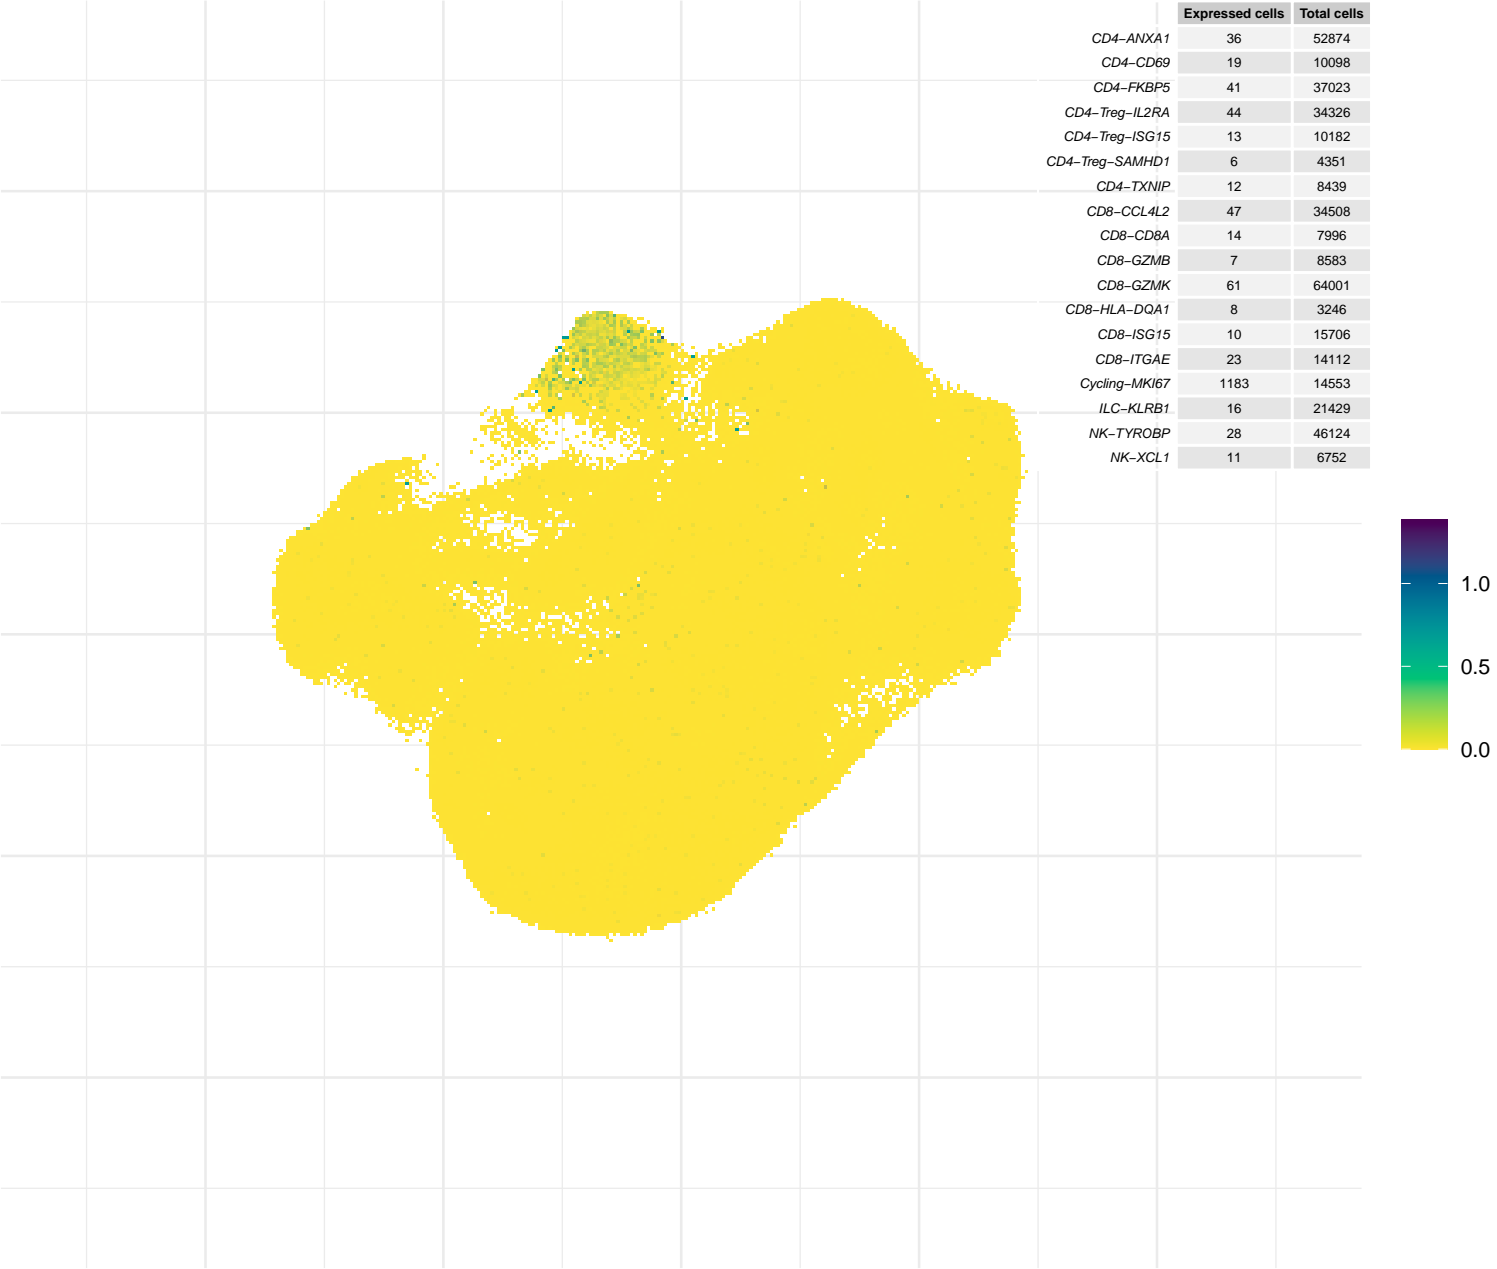 Expressed cells Total cells
CD4−ANXA1 36 52874
CD4−CD69 19 10098
CD4−FKBP5 41 37023
CD4−Treg−IL2RA 44 34326
CD4−Treg−ISG15 13 10182
CD4−Treg−SAMHD1 6 4351
CD4−TXNIP 12 8439
CD8−CCL4L2 47 34508
CD8−CD8A 14 7996
CD8−GZMB 7 8583
CD8−GZMK 61 64001
CD8−HLA−DQA1 8 3246
CD8−ISG15 10 15706
CD8−ITGAE 23 14112
Cycling−MKI67 1183 14553
ILC−KLRB1 16 21429
NK−TYROBP 28 46124
NK−XCL1 11 6752
1.0
0.5
0.0